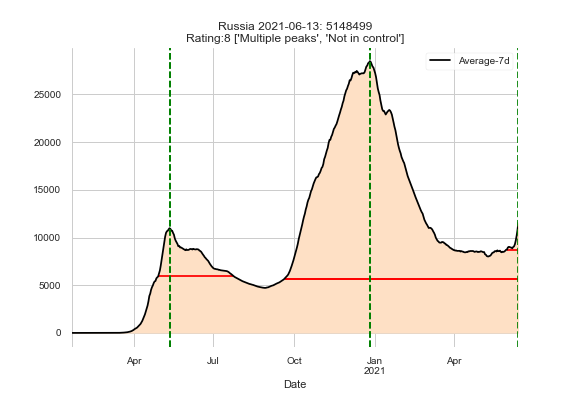 Russia 2021-06-13: 5148499
Rating:8 ['Multiple peaks', 'Not in control']
Average-7d
25000
20000
15000
10000
5000
0
Apr
Jul
Oct
Jan
2021
Apr
Date